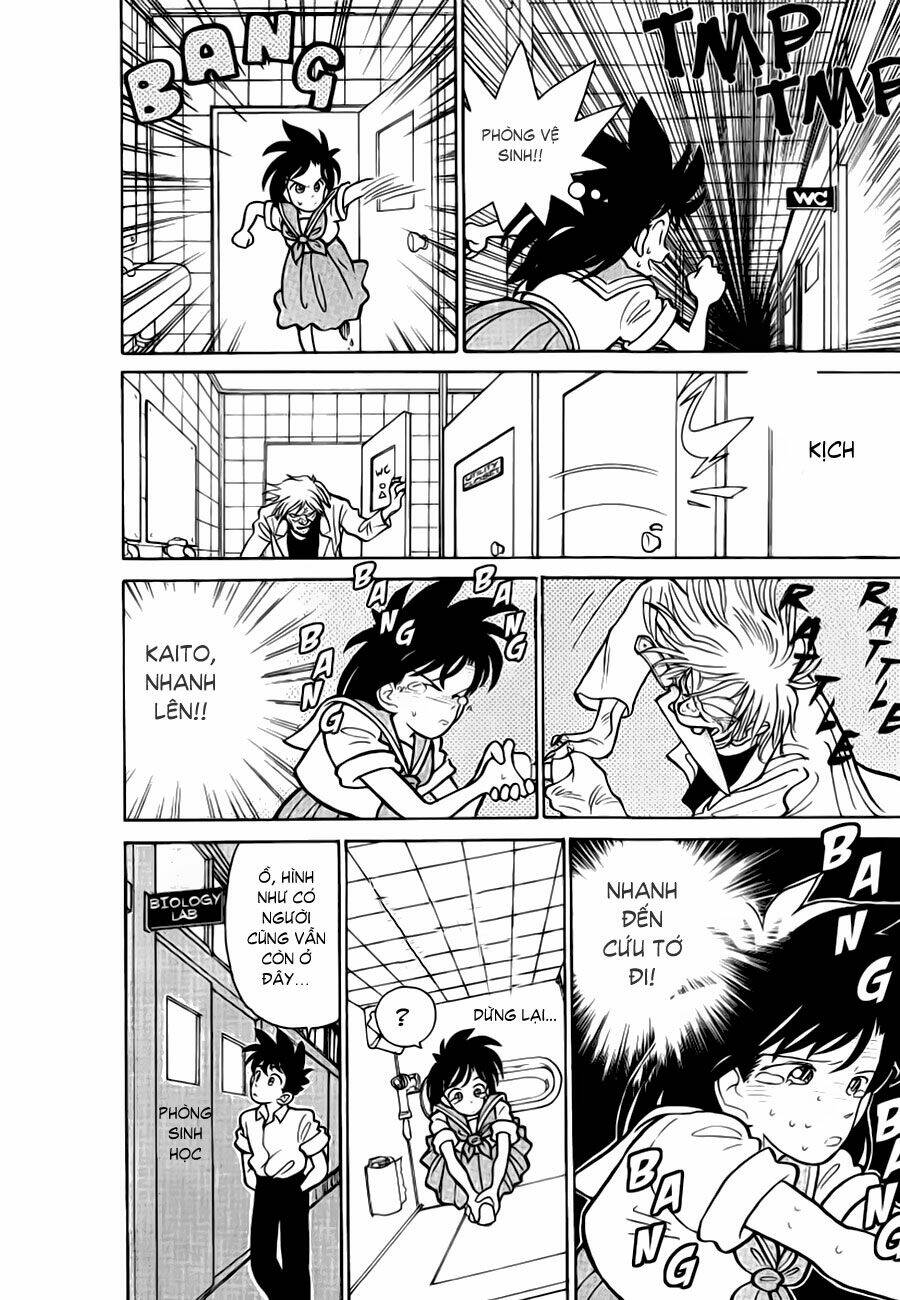 TMP
TMP
PHÒNG VỆ
SINH!!
WC
BANG
KỊCH
UTILITY
WC
RATTLE
RATTLE
BANG
BANG
BANG
KAITO,
NHANH
LÊN!!
BANG
NHANH
ĐẾN
CỨU TỚ
ĐI!
BANG
BANG
DỪNG LẠI...
?
Ồ, HÌNH
NHƯ CÓ
NGƯỜI
CŨNG VẪN
CÒN Ở
ĐÂY...
BIOLOGY
LAB
PHÒNG
SINH
HỌC